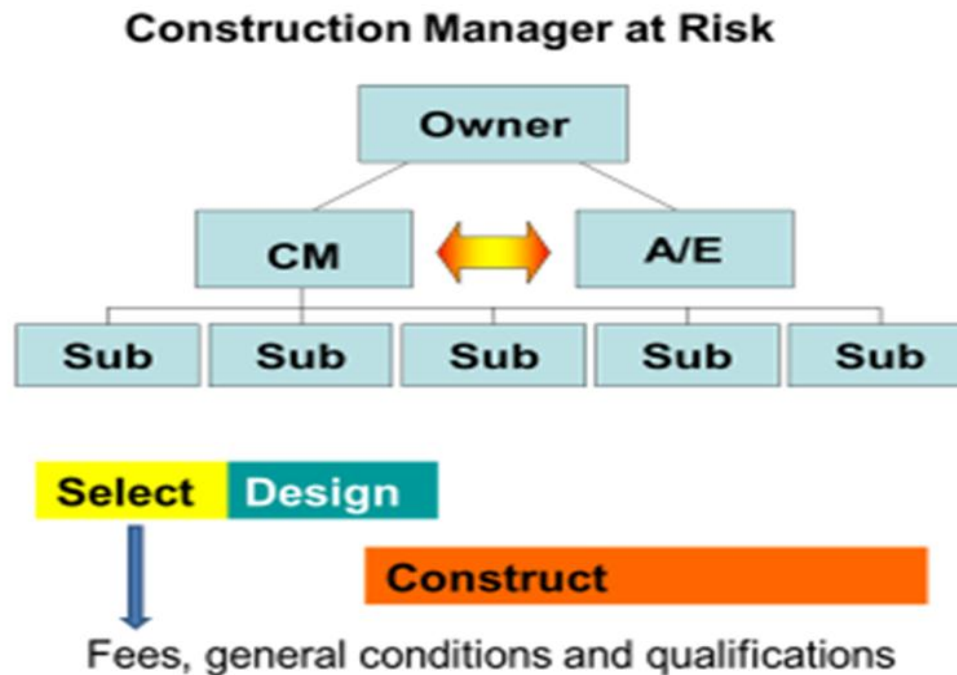 Construction Manager at Risk
Owner
CM
A/E
Sub
Sub
Sub
Sub
Sub
Select
Design
Construct
Fees, general conditions and qualifications